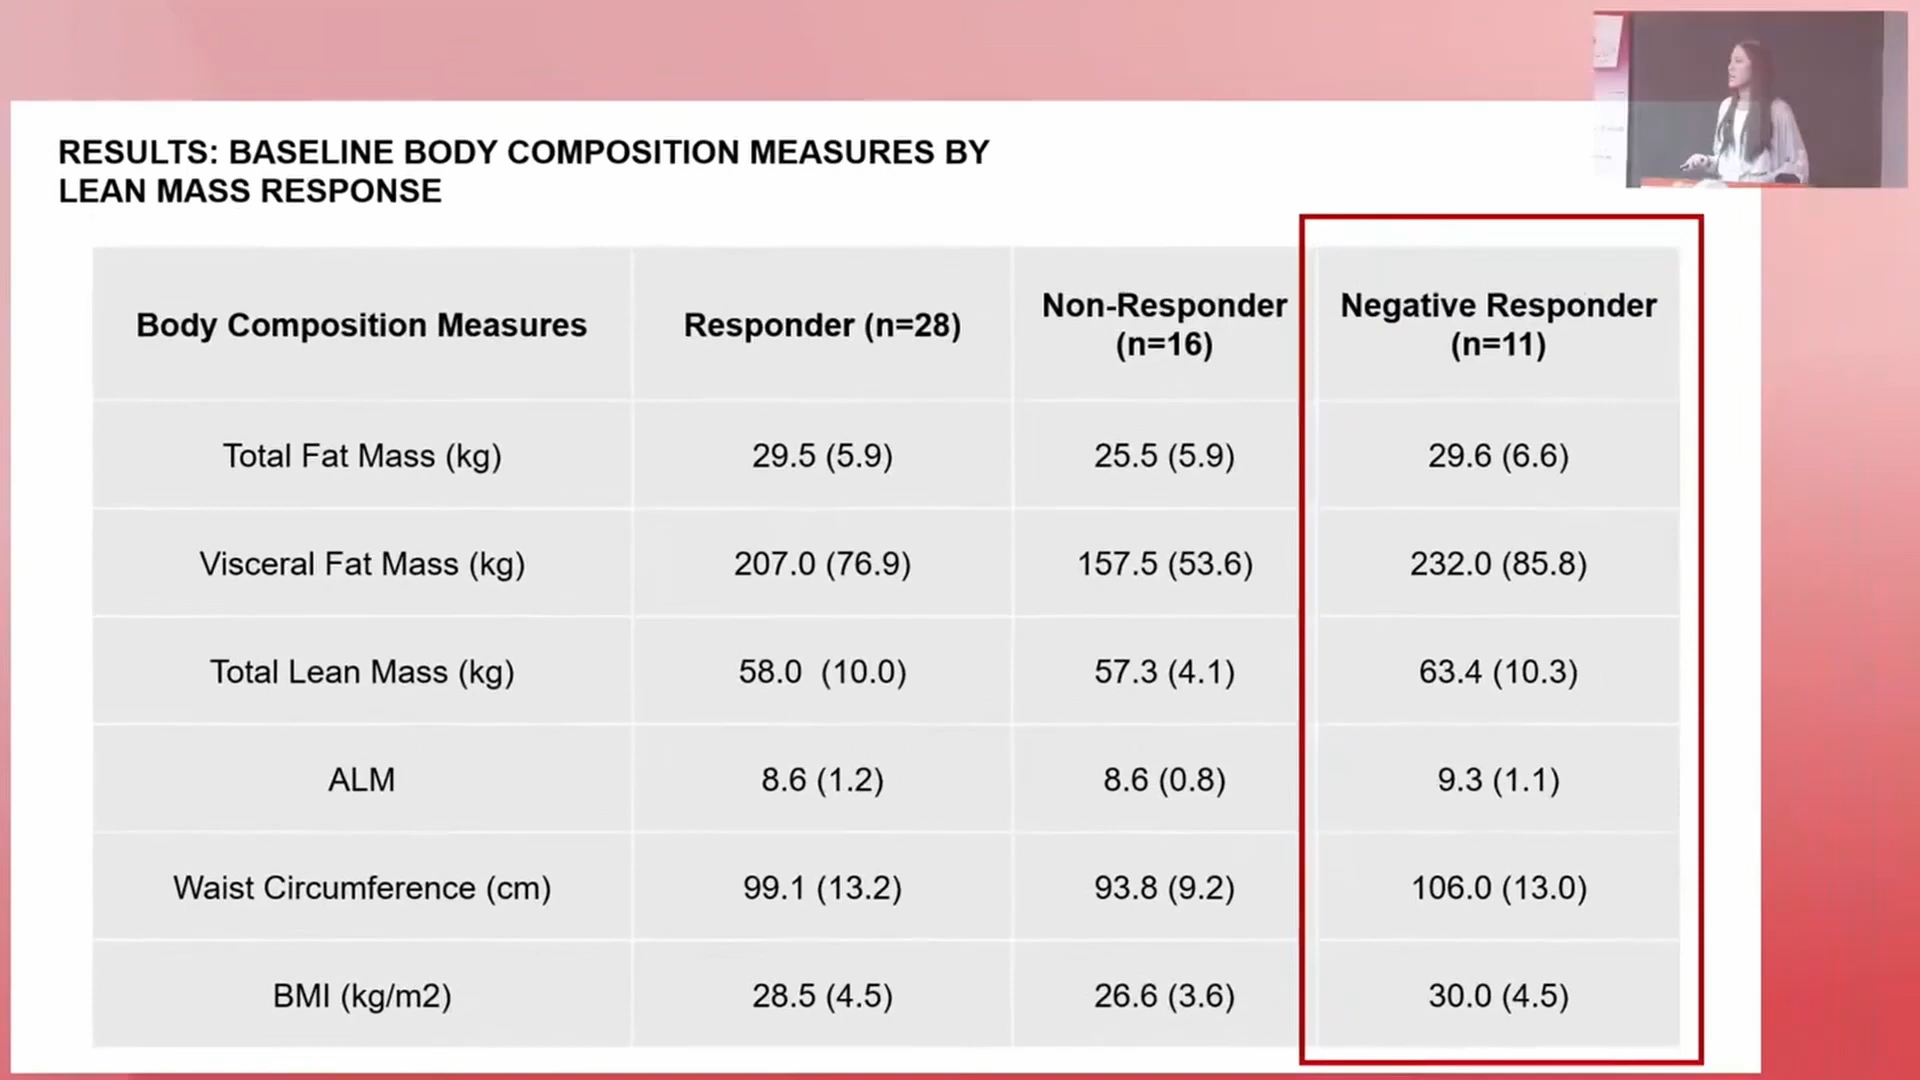 RESULTS: BASELINE BODY COMPOSITION MEASURES BY
LEAN MASS RESPONSE
Body Composition Measures Responder (n=28) Non-Responder (n=16) Negative Responder (n=11)
Total Fat Mass (kg) 29.5 (5.9) 25.5 (5.9) 29.6 (6.6)
Visceral Fat Mass (kg) 207.0 (76.9) 157.5 (53.6) 232.0 (85.8)
Total Lean Mass (kg) 58.0 (10.0) 57.3 (4.1) 63.4 (10.3)
ALM 8.6 (1.2) 8.6 (0.8) 9.3 (1.1)
Waist Circumference (cm) 99.1 (13.2) 93.8 (9.2) 106.0 (13.0)
BMI (kg/m2) 28.5 (4.5) 26.6 (3.6) 30.0 (4.5)